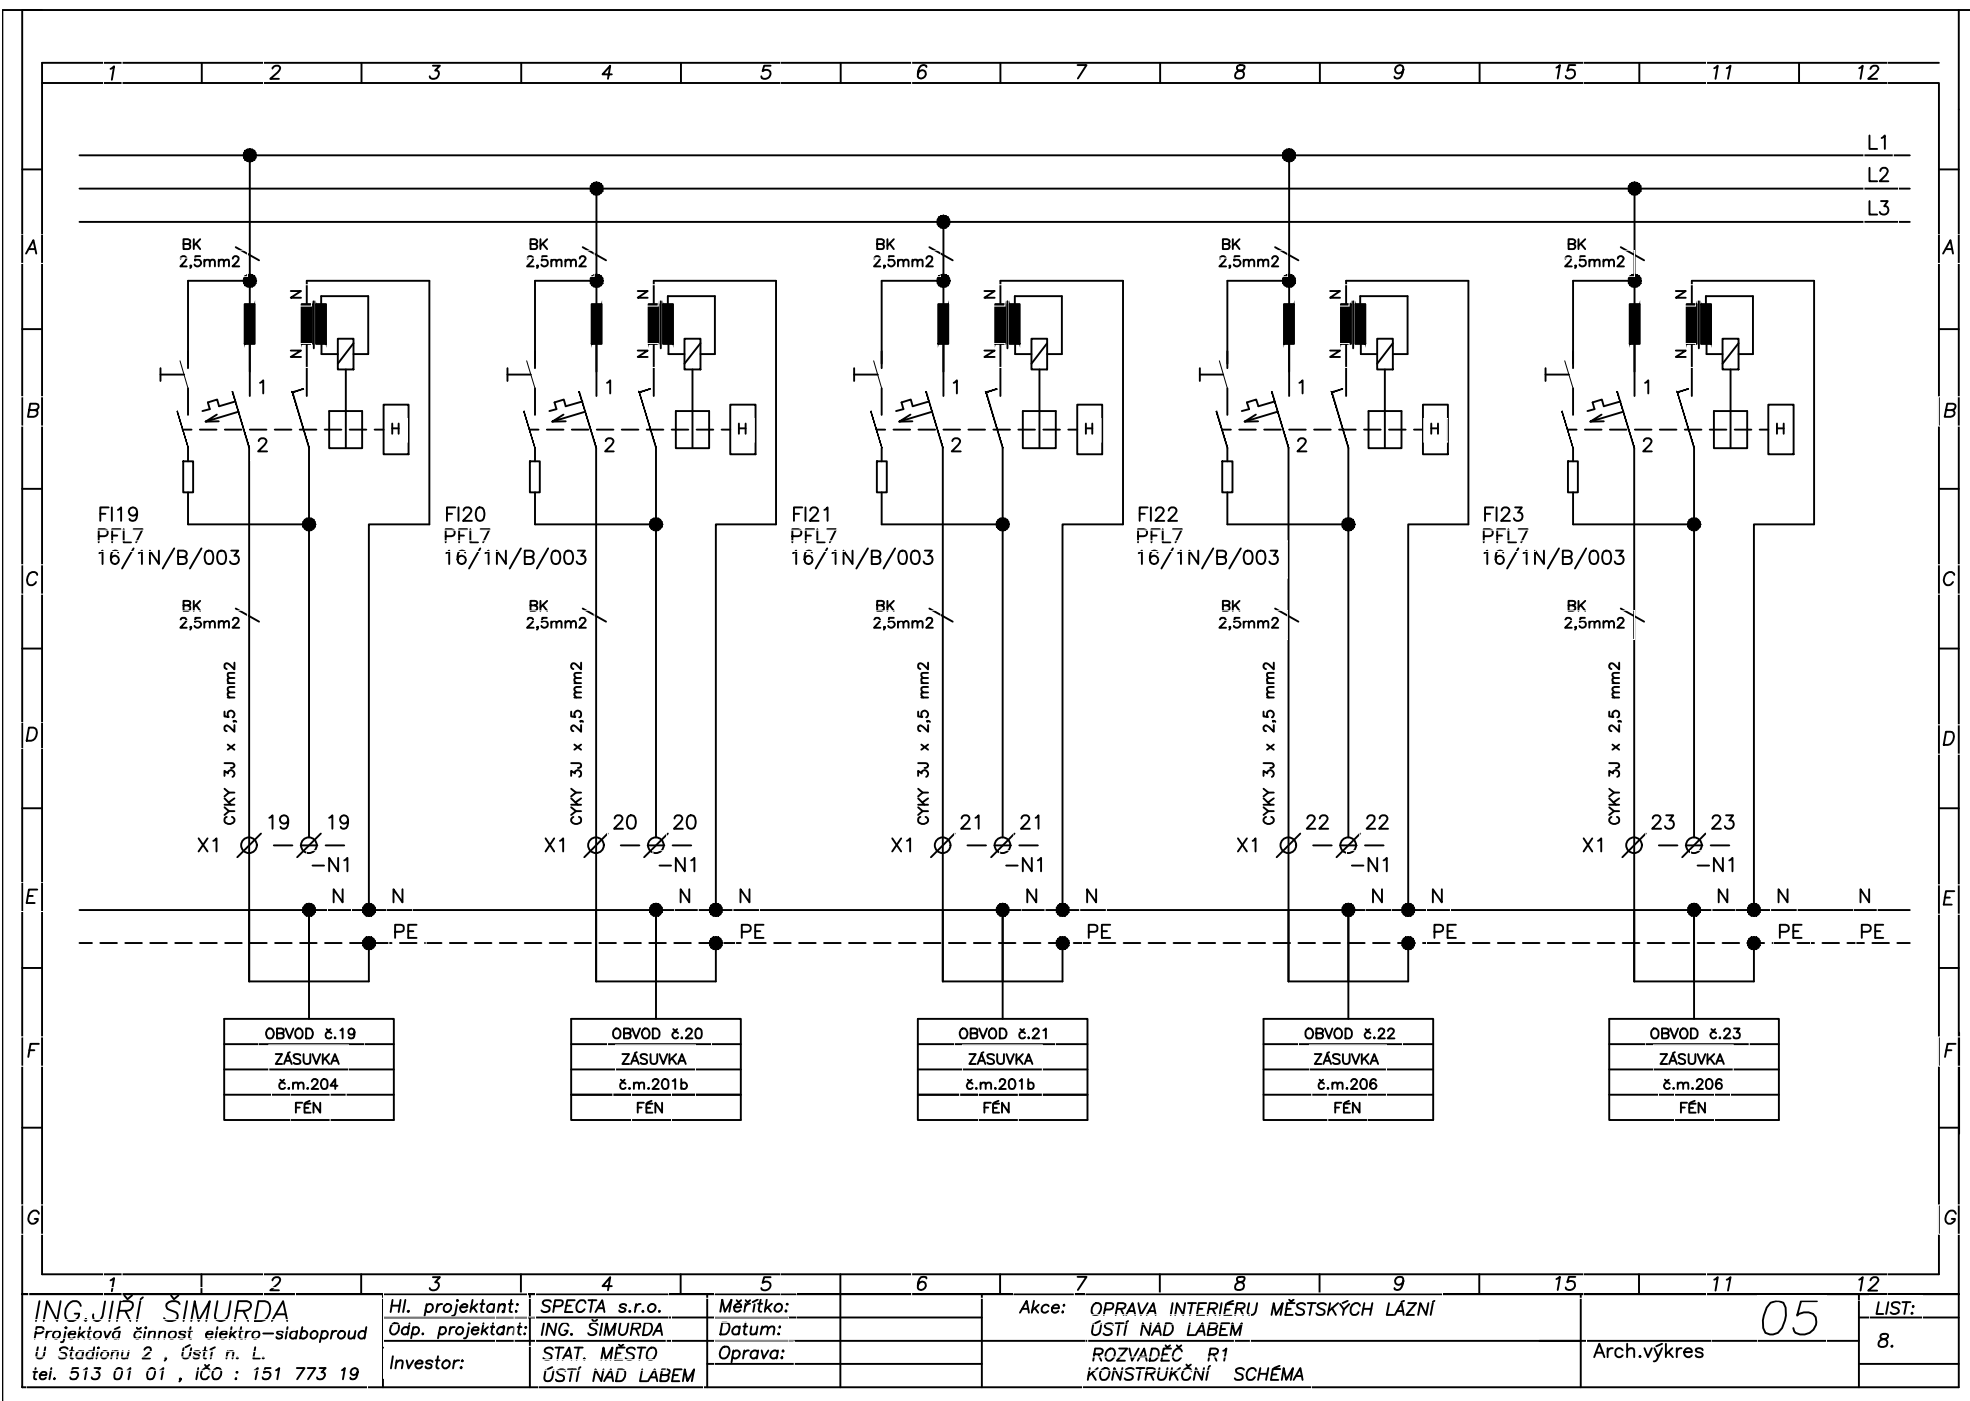 1 2 3 4 5 6 7 8 9 15 11 12
L1
L2
L3
A A
BK BK BK BK BK
2,5mm2 2,5mm2 2,5mm2 2,5mm2 2,5mm2
N N N N N
N N N N N
1 1 1 1 1
B B
H H H H H
2 2 2 2 2
FI19 FI20 FI21 FI22 FI23
PFL7 PFL7 PFL7 PFL7 PFL7
16/1N/B/003 16/1N/B/003 16/1N/B/003 16/1N/B/003 16/1N/B/003
C C
BK BK BK BK BK
2,5mm2 2,5mm2 2,5mm2 2,5mm2 2,5mm2
CYKY 3J x 2,5 mm2 CYKY 3J x 2,5 mm2 CYKY 3J x 2,5 mm2 CYKY 3J x 2,5 mm2 CYKY 3J x 2,5 mm2
D D
19 19 20 20 21 21 22 22 23 23
X1 X1 X1 X1 X1
-N1 -N1 -N1 -N1 -N1
E N N N N N N N N N N N E
PE PE PE PE PE PE
OBVOD č.19 OBVOD č.20 OBVOD č.21 OBVOD č.22 OBVOD č.23
F ZÁSUVKA ZÁSUVKA ZÁSUVKA ZÁSUVKA ZÁSUVKA F
č.m.204 č.m.201b č.m.201b č.m.206 č.m.206
FÉN FÉN FÉN FÉN FÉN
G G
1 2 3 4 5 6 7 8 9 15 11 12
ING.JIŘÍ ŠIMURDA
Projektová činnost elektro-slaboproud
U Stadionu 2 , Ústí n. L.
tel. 513 01 01 , IČO : 151 773 19
Hl. projektant: SPECTA s.r.o.
Odp. projektant: ING. ŠIMURDA
Investor: STAT. MĚSTO
ÚSTÍ NAD LABEM
Měřítko:
Datum:
Oprava:
Akce: OPRAVA INTERIÉRU MĚSTSKÝCH LÁZNÍ
ÚSTÍ NAD LABEM
ROZVADĚČ R1
KONSTRUKČNÍ SCHÉMA
05
Arch.výkres
LIST:
8.